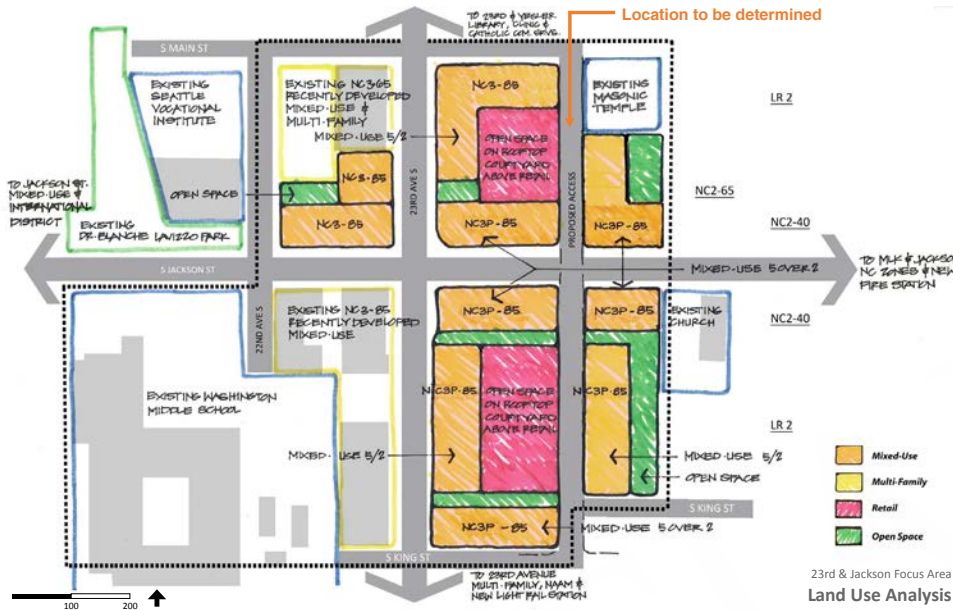 TO 23RD & YESLER
LIBRARY, CLINIC &
CATHOLIC COM. SRVC.
Location to be determined
S MAIN ST
EXISTING
SEATTLE
VOCATIONAL
INSTITUTE
EXISTING NC3-65
RECENTLY DEVELOPED
MIXED-USE &
MULTI-FAMILY
MIXED-USE 5/2
NC3-85
EXISTING
MASONIC
TEMPLE
LR 2
OPEN SPACE
ON ROOFTOP
COURTYARD
ABOVE RETAIL
23RD AVE S
PROPOSED ACCESS
TO JACKSON ST.
MIXED-USE &
INTERNATIONAL
DISTRICT
OPEN SPACE
NC3-85
NC2-65
EXISTING
DR. BLANCHE LAVIZZO PARK
NC3-85
NC3P-85
NC3P-85
NC2-40
S JACKSON ST
MIXED-USE 5 OVER 2
TO MLK & JACKSON
NC ZONES & NEW
FIRE STATION
22ND AVE S
EXISTING NC3-85
RECENTLY DEVELOPED
MIXED-USE
NC3P-85
NC3P-85
EXISTING
CHURCH
NC2-40
EXISTING WASHINGTON
MIDDLE SCHOOL
NC3P-85
OPEN SPACE
ON ROOFTOP
COURTYARD
ABOVE RETAIL
NC3P-85
LR 2
MIXED-USE 5/2
MIXED-USE 5/2
OPEN SPACE
Mixed-Use
Multi-Family
Retail
Open Space
S KING ST
NC3P-85
MIXED-USE 5 OVER 2
S KING ST
TO 23RD AVENUE
MULTI-FAMILY, NAAM &
NEW LIGHT RAIL STATION
100 200
23rd & Jackson Focus Area
Land Use Analysis